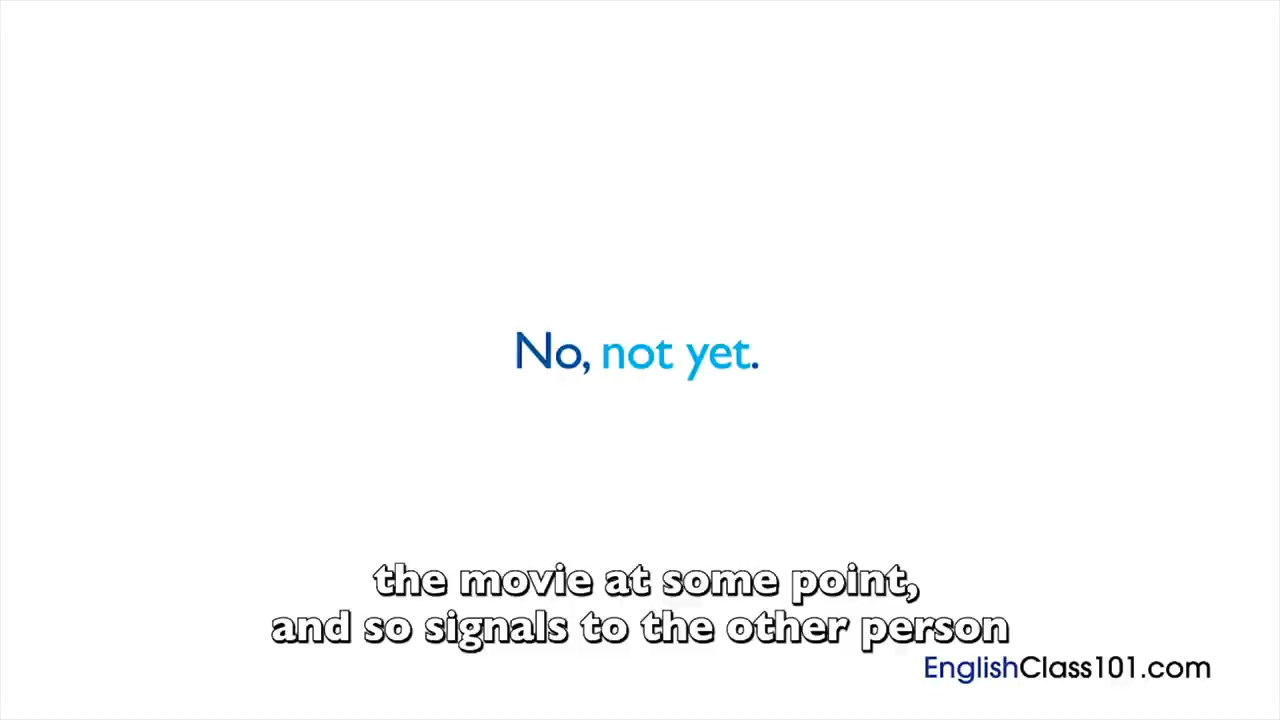 No, not yet.
the movie at some point,
and so signals to the other person
EnglishClass101.com